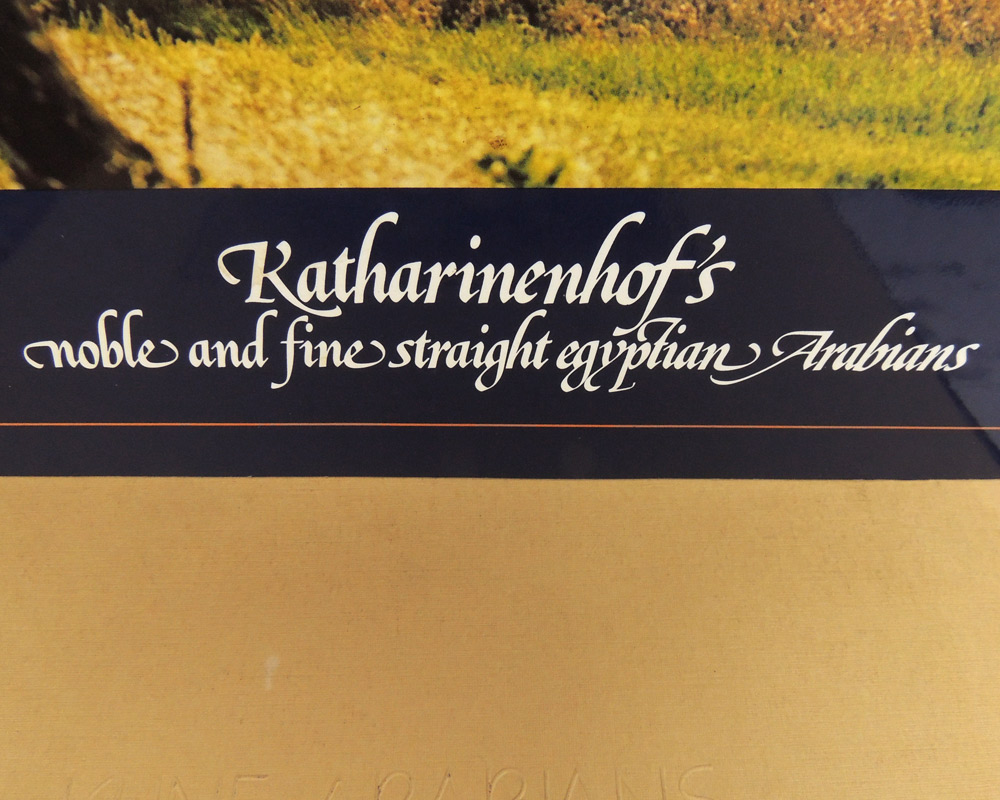 Katharinenhof's
noble and fine straight egyptian Arabians